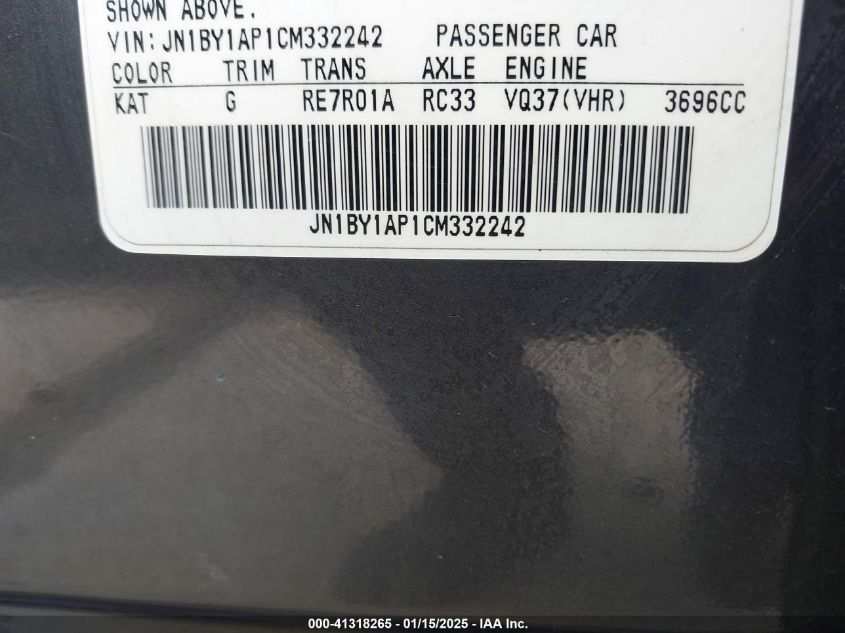 SHOWN ABOVE.
VIN: JN1BY1AP1CM332242 PASSENGER CAR
COLOR TRIM TRANS AXLE ENGINE
KAT G RE7R01A RC33 VQ37(VHR) 3696CC
JN1BY1AP1CM332242
000-41318265 - 01/15/2025 - IAA Inc.